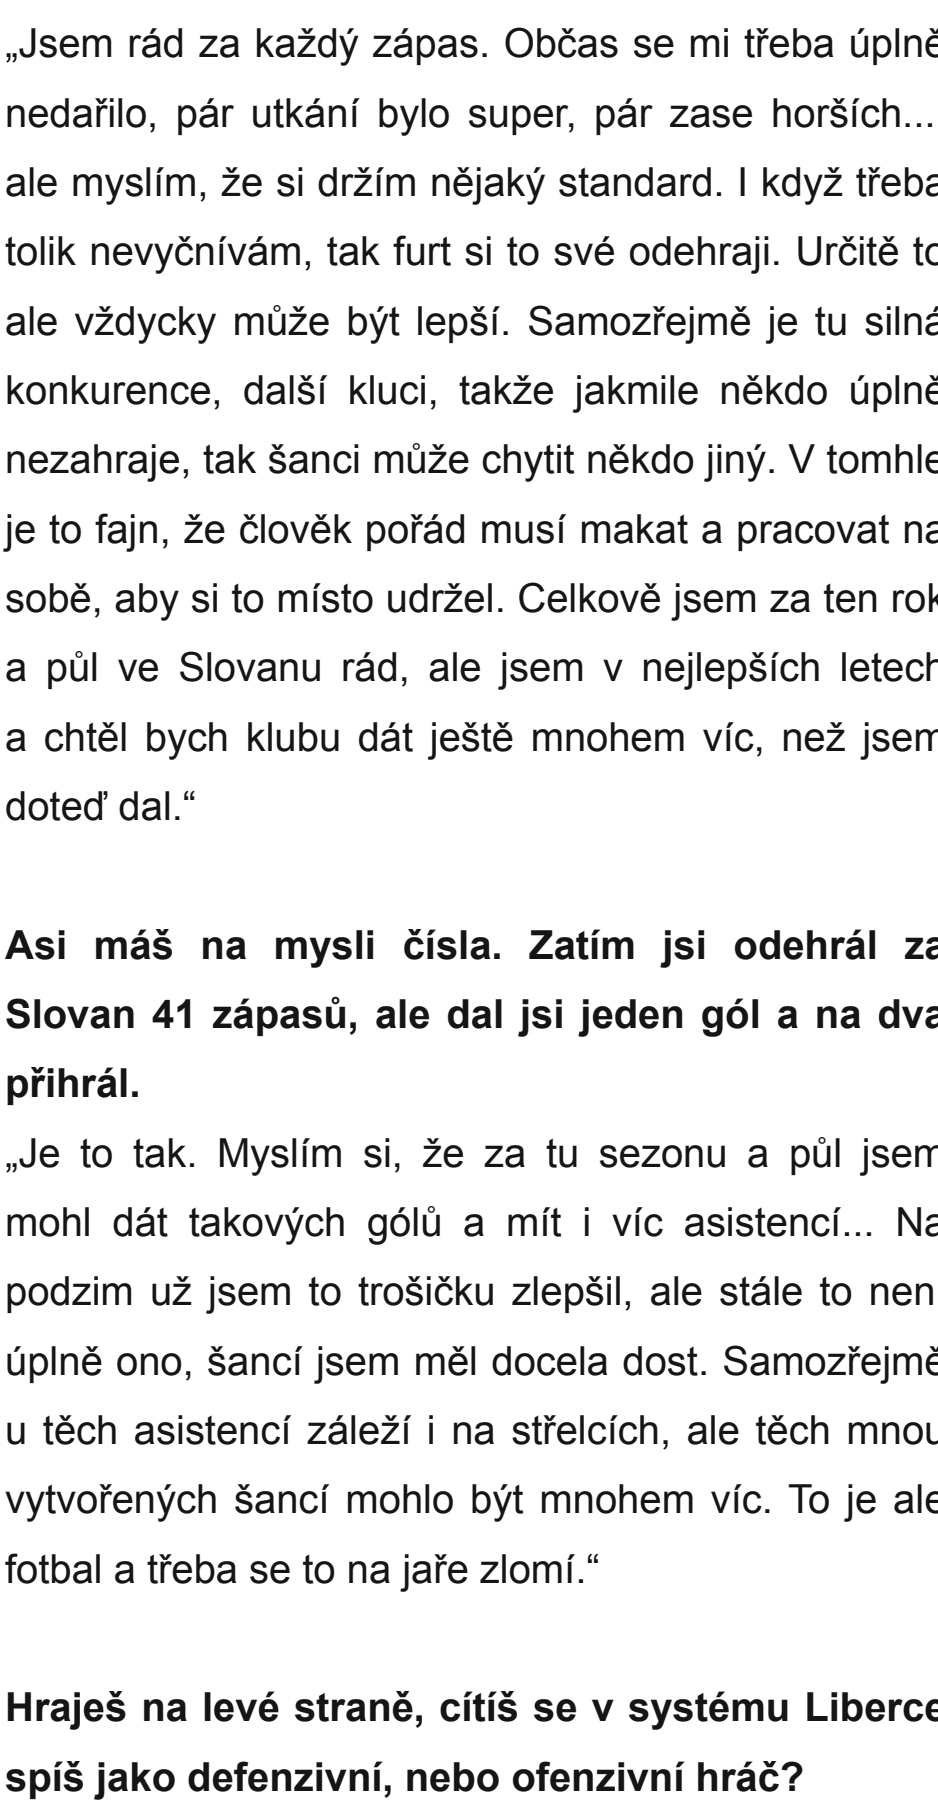 „Jsem rád za každý zápas. Občas se mi třeba úplně
nedařilo, pár utkání bylo super, pár zase horších...
ale myslím, že si držím nějaký standard. I když třeba
tolik nevyčnívám, tak furt si to své odehraji. Určitě to
ale vždycky může být lepší. Samozřejmě je tu silná
konkurence, další kluci, takže jakmile někdo úplně
nezahraje, tak šanci může chytit někdo jiný. V tomhle
je to fajn, že člověk pořád musí makat a pracovat na
sobě, aby si to místo udržel. Celkově jsem za ten rok
a půl ve Slovanu rád, ale jsem v nejlepších letech
a chtěl bych klubu dát ještě mnohem víc, než jsem
doteď dal.“
Asi máš na mysli čísla. Zatím jsi odehrál za
Slovan 41 zápasů, ale dal jsi jeden gól a na dva
přihrál.
„Je to tak. Myslím si, že za tu sezonu a půl jsem
mohl dát takových gólů a mít i víc asistencí... Na
podzim už jsem to trošičku zlepšil, ale stále to nen
úplně ono, šancí jsem měl docela dost. Samozřejmě
u těch asistencí záleží i na střelcích, ale těch mnou
vytvořených šancí mohlo být mnohem víc. To je ale
fotbal a třeba se to na jaře zlomí.“
Hraješ na levé straně, cítíš se v systému Liberce
spíš jako defenzivní, nebo ofenzivní hráč?